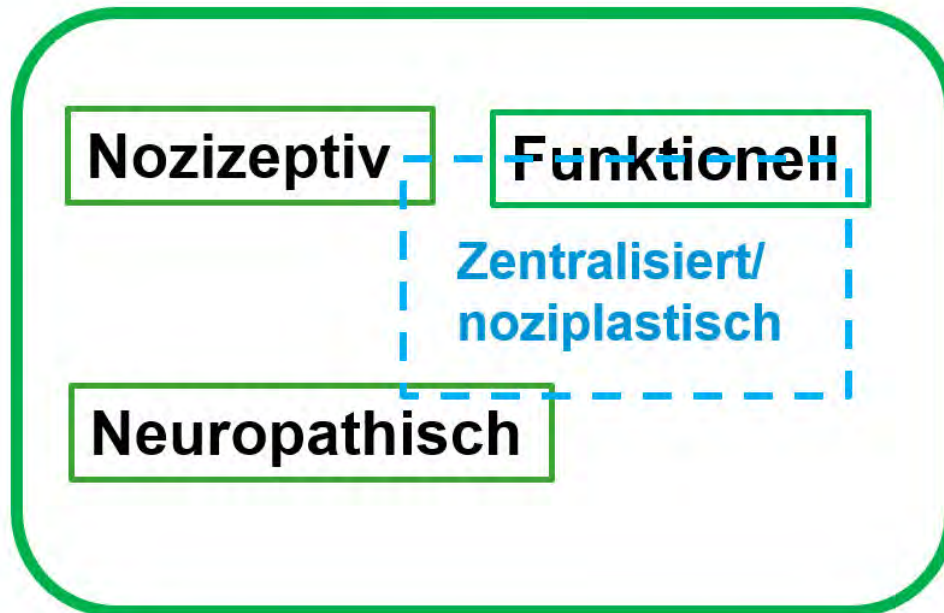 Nozizeptiv
Funktionell
Zentralisiert/
noziplastisch
Neuropathisch